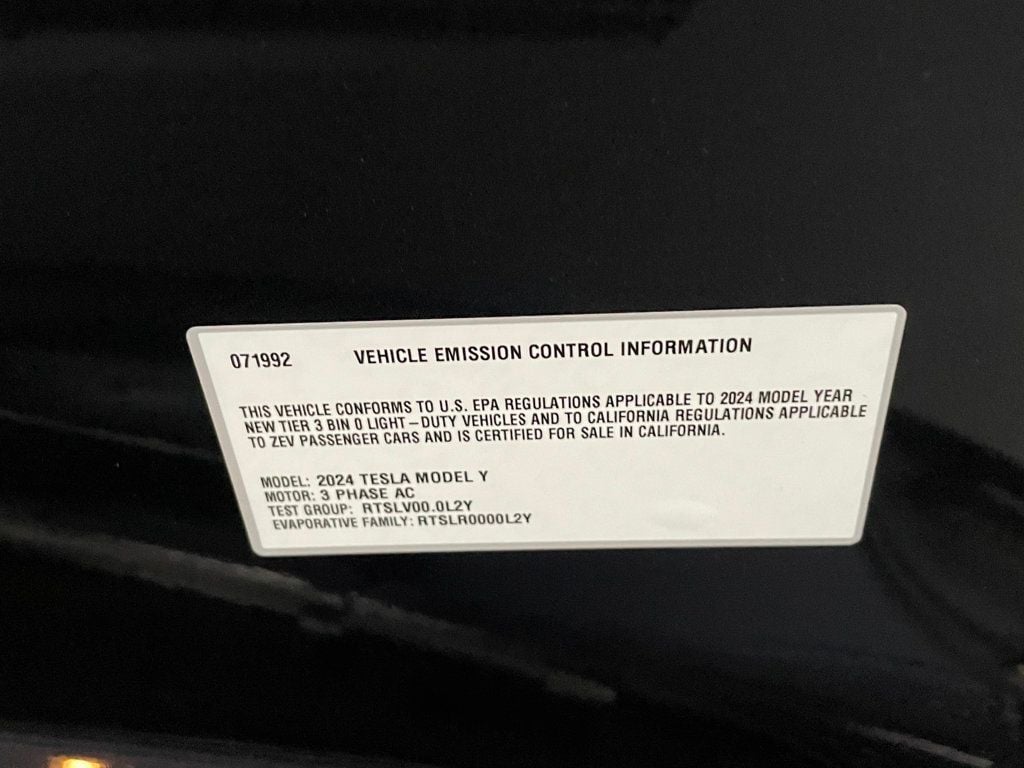 071992 VEHICLE EMISSION CONTROL INFORMATION
THIS VEHICLE CONFORMS TO U.S. EPA REGULATIONS APPLICABLE TO 2024 MODEL YEAR
NEW TIER 3 BIN 0 LIGHT-DUTY VEHICLES AND TO CALIFORNIA REGULATIONS APPLICABLE
TO ZEV PASSENGER CARS AND IS CERTIFIED FOR SALE IN CALIFORNIA.
MODEL: 2024 TESLA MODEL Y
MOTOR: 3 PHASE AC
TEST GROUP: RTSLV00.0L2Y
EVAPORATIVE FAMILY: RTSLR0000L2Y